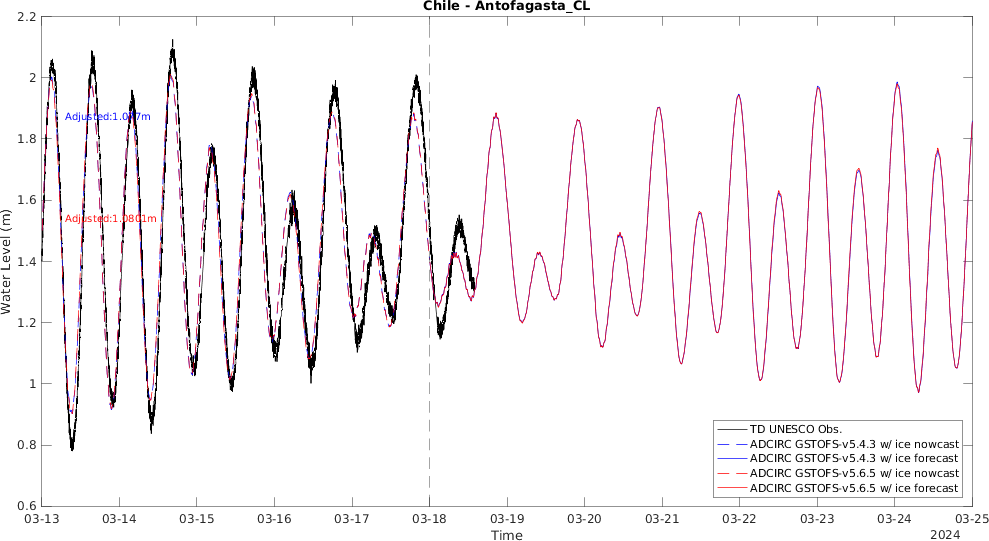 Chile - Antofagasta_CL
2.2
2
1.8
1.6
1.4
1.2
1
0.8
0.6
Water Level (m)
Adjusted:1.0801m
03-13
03-14
03-15
03-16
03-17
03-18
03-19
03-20
03-21
03-22
03-23
03-24
03-25
Time
2024
TD UNESCO Obs.
ADCIRC GSTOFS-v5.4.3 w/ ice nowcast
ADCIRC GSTOFS-v5.4.3 w/ ice forecast
ADCIRC GSTOFS-v5.6.5 w/ ice nowcast
ADCIRC GSTOFS-v5.6.5 w/ ice forecast